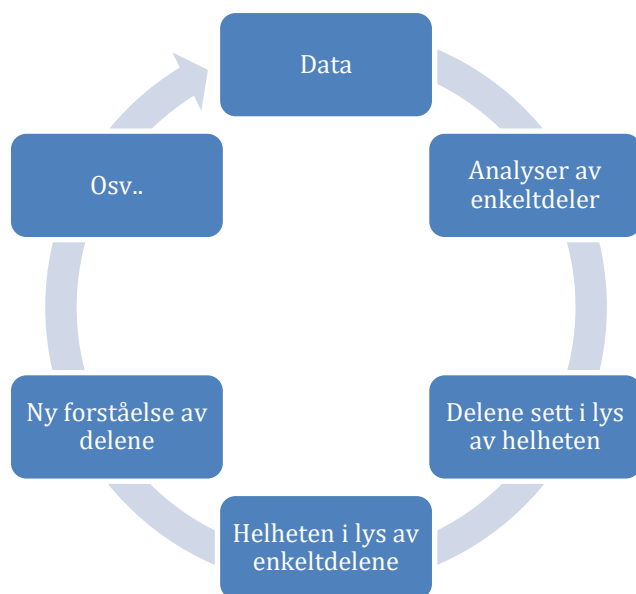 Data
Analyser av
enkeltdeler
Delene sett i lys
av helheten
Helheten i lys av
enkeltdelene
Ny forståelse av
delene
Osv..